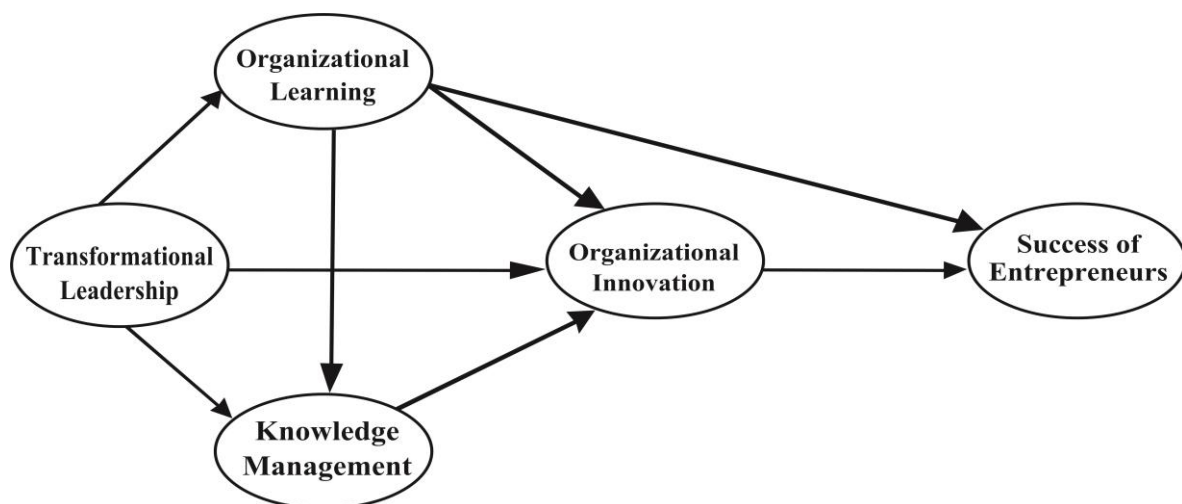 Organizational
Learning
Transformational
Leadership
Organizational
Innovation
Success of
Entrepreneurs
Knowledge
Management